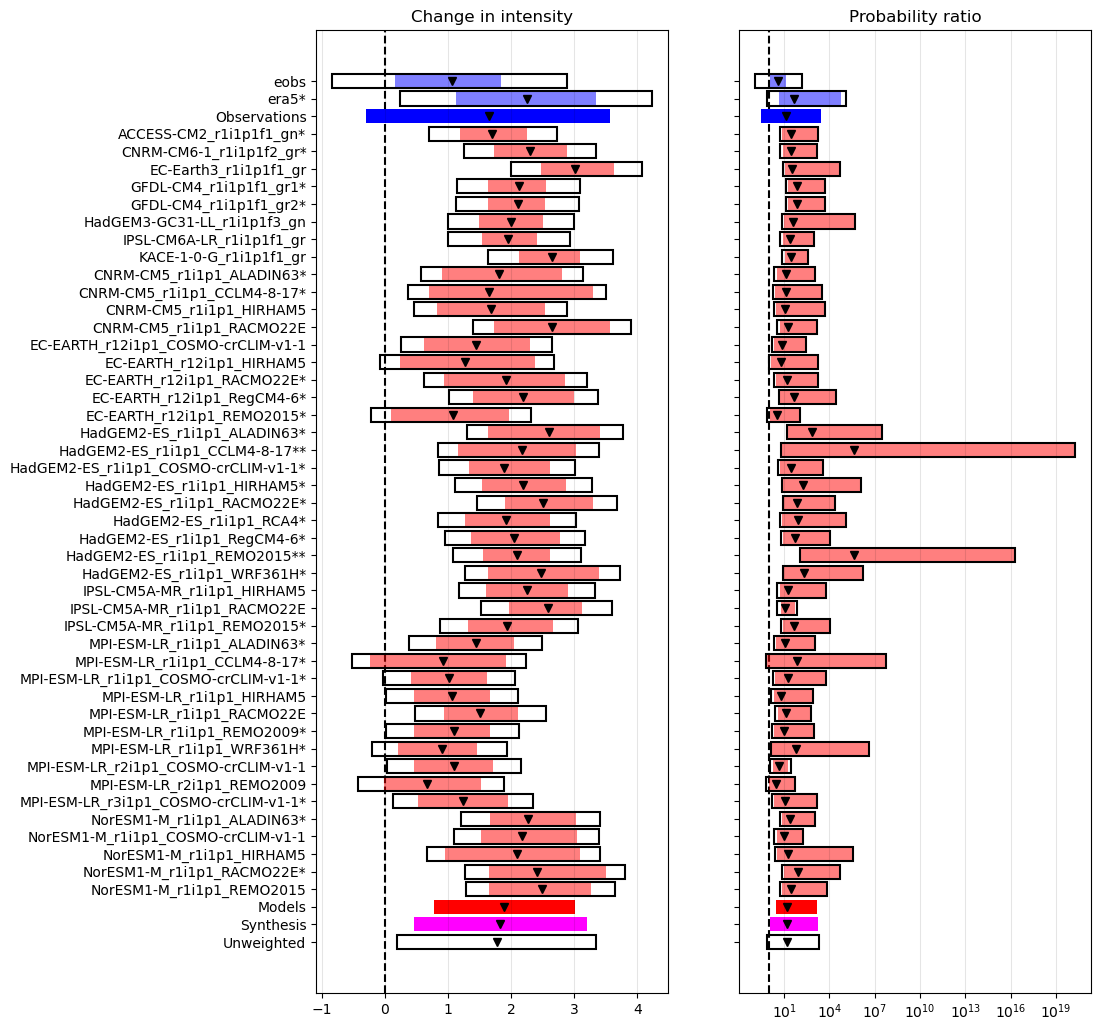 Change in intensity
Probability ratio
eobs
era5*
Observations
ACCESS-CM2_r1i1p1f1_gn*
CNRM-CM6-1_r1i1p1f2_gr*
EC-Earth3_r1i1p1f1_gr
GFDL-CM4_r1i1p1f1_gr1*
GFDL-CM4_r1i1p1f1_gr2*
HadGEM3-GC31-LL_r1i1p1f3_gn
IPSL-CM6A-LR_r1i1p1f1_gr
KACE-1-0-G_r1i1p1f1_gr
CNRM-CM5_r1i1p1_ALADIN63*
CNRM-CM5_r1i1p1_CCLM4-8-17*
CNRM-CM5_r1i1p1_HIRHAM5
CNRM-CM5_r1i1p1_RACMO22E
EC-EARTH_r12i1p1_COSMO-crCLIM-v1-1
EC-EARTH_r12i1p1_HIRHAM5
EC-EARTH_r12i1p1_RACMO22E*
EC-EARTH_r12i1p1_RegCM4-6*
EC-EARTH_r12i1p1_REMO2015*
HadGEM2-ES_r1i1p1_ALADIN63*
HadGEM2-ES_r1i1p1_CCLM4-8-17**
HadGEM2-ES_r1i1p1_COSMO-crCLIM-v1-1*
HadGEM2-ES_r1i1p1_HIRHAM5*
HadGEM2-ES_r1i1p1_RACMO22E*
HadGEM2-ES_r1i1p1_RCA4*
HadGEM2-ES_r1i1p1_RegCM4-6*
HadGEM2-ES_r1i1p1_REMO2015**
HadGEM2-ES_r1i1p1_WRF361H*
IPSL-CM5A-MR_r1i1p1_HIRHAM5
IPSL-CM5A-MR_r1i1p1_RACMO22E
IPSL-CM5A-MR_r1i1p1_REMO2015*
MPI-ESM-LR_r1i1p1_ALADIN63*
MPI-ESM-LR_r1i1p1_CCLM4-8-17*
MPI-ESM-LR_r1i1p1_COSMO-crCLIM-v1-1*
MPI-ESM-LR_r1i1p1_HIRHAM5
MPI-ESM-LR_r1i1p1_RACMO22E
MPI-ESM-LR_r1i1p1_REMO2009*
MPI-ESM-LR_r1i1p1_WRF361H*
MPI-ESM-LR_r2i1p1_COSMO-crCLIM-v1-1
MPI-ESM-LR_r2i1p1_REMO2009
MPI-ESM-LR_r3i1p1_COSMO-crCLIM-v1-1*
NorESM1-M_r1i1p1_ALADIN63*
NorESM1-M_r1i1p1_COSMO-crCLIM-v1-1
NorESM1-M_r1i1p1_HIRHAM5
NorESM1-M_r1i1p1_RACMO22E*
NorESM1-M_r1i1p1_REMO2015
Models
Synthesis
Unweighted
−1 0 1 2 3 4
10¹ 10⁴ 10⁷ 10¹⁰ 10¹³ 10¹⁶ 10¹⁹